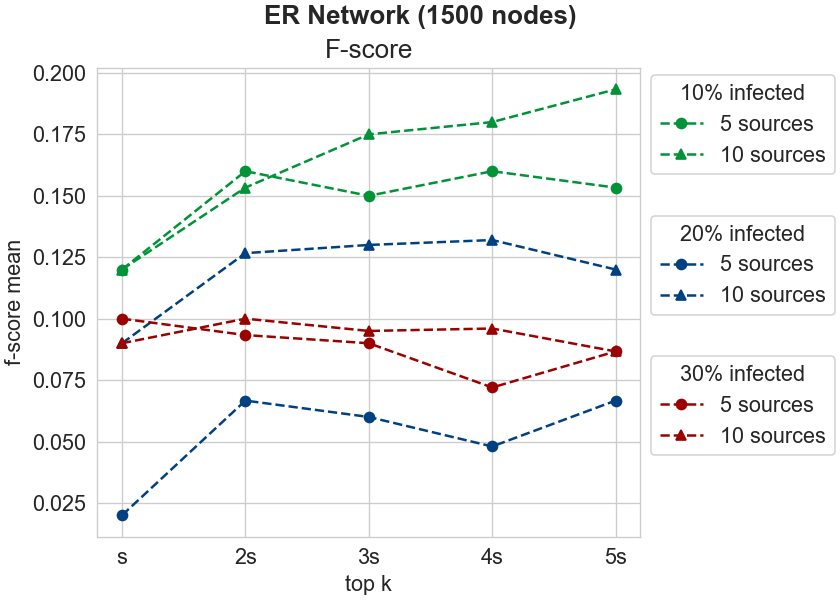 ER Network (1500 nodes)
F-score
0.200
0.175
0.150
0.125
0.100
0.075
0.050
0.025
f-score mean
s 2s 3s 4s 5s
top k
10% infected
5 sources
10 sources
20% infected
5 sources
10 sources
30% infected
5 sources
10 sources